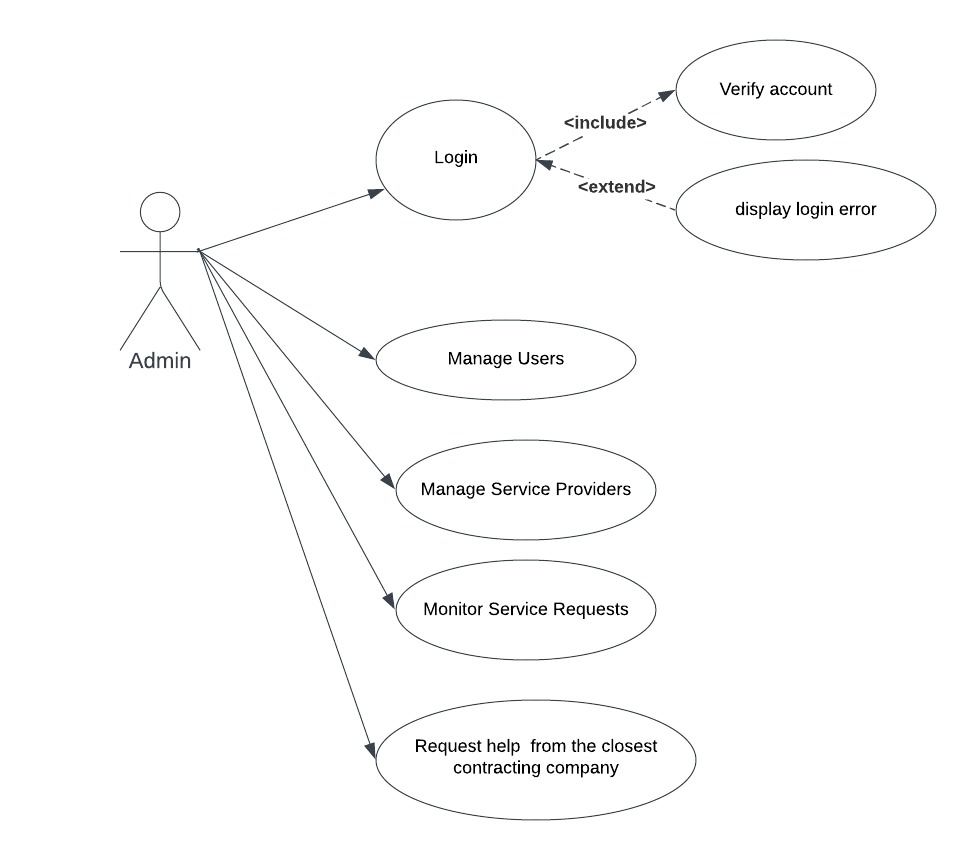 Verify account
<include>
Login
<extend>
display login error
Admin
Manage Users
Manage Service Providers
Monitor Service Requests
Request help  from the closest
contracting company